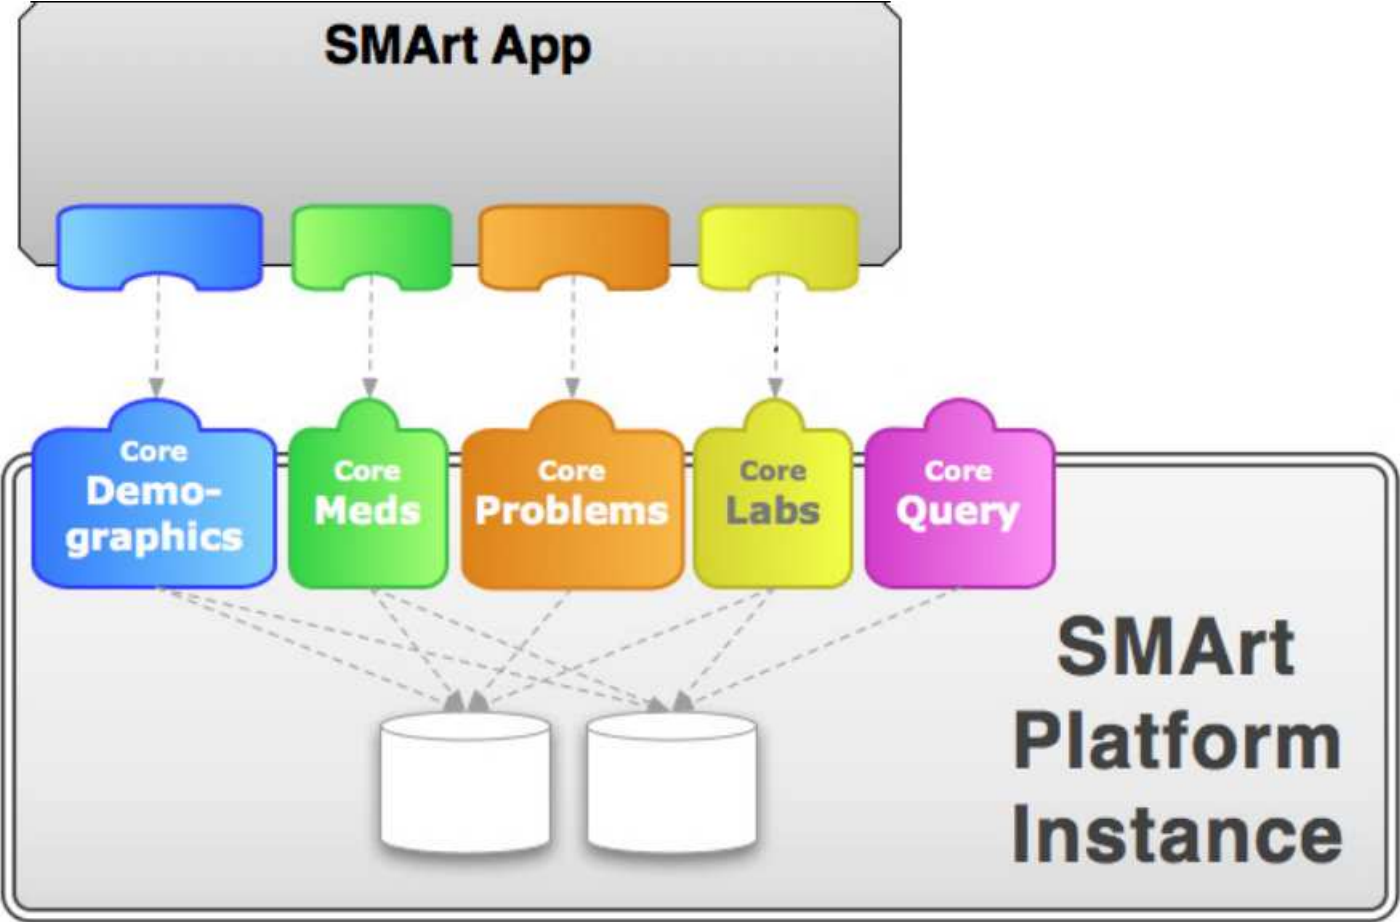 SMArt App
Core
Demo-
graphics
Core
Meds
Core
Problems
Core
Labs
Core
Query
SMArt
Platform
Instance